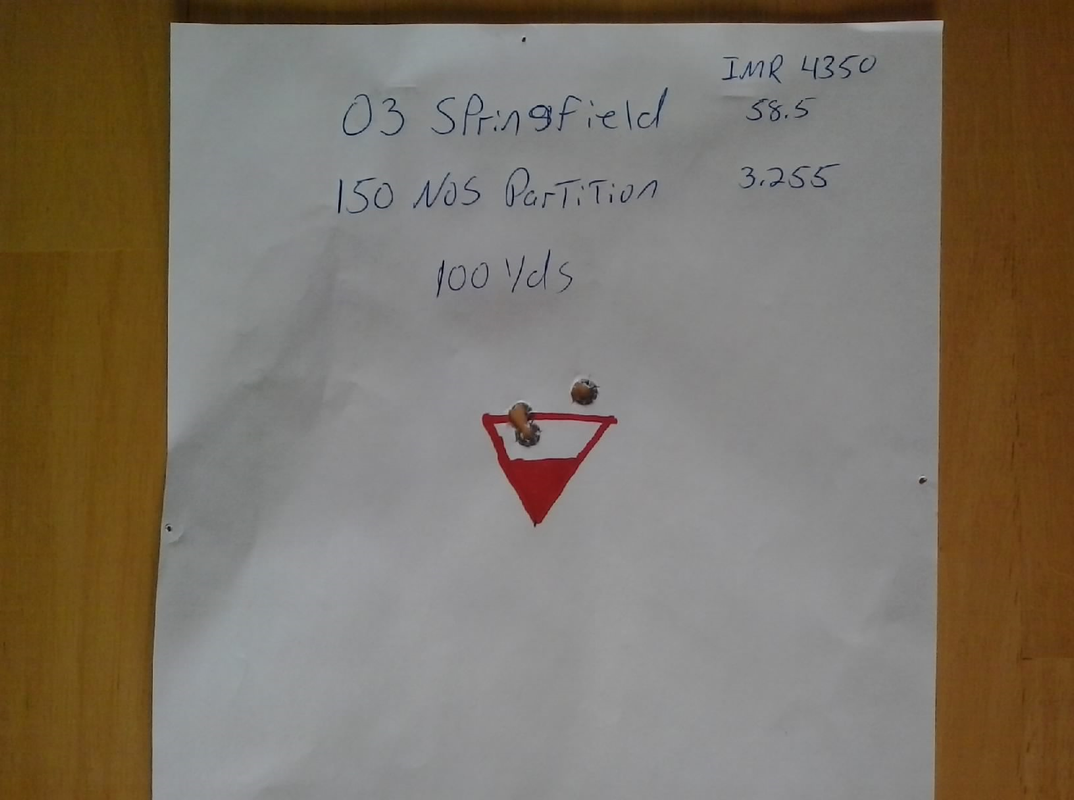 IMR 4350
03 Springfield 58.5
150 NOS Partition 3.255
100 Yds